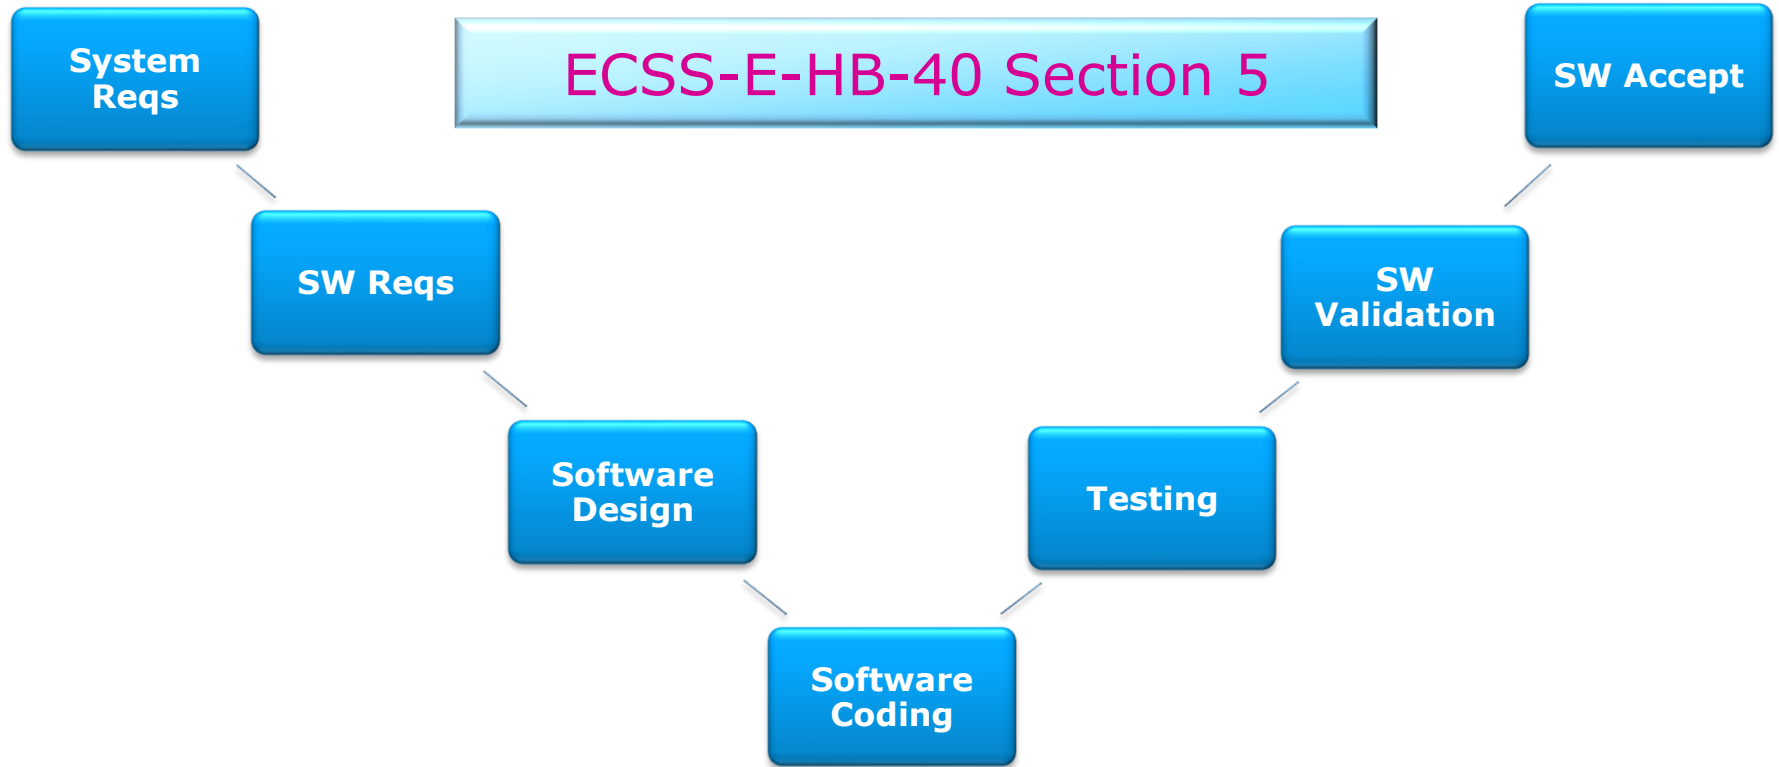 System
Reqs
ECSS-E-HB-40 Section 5
SW Accept
SW Reqs
SW
Validation
Software
Design
Testing
Software
Coding